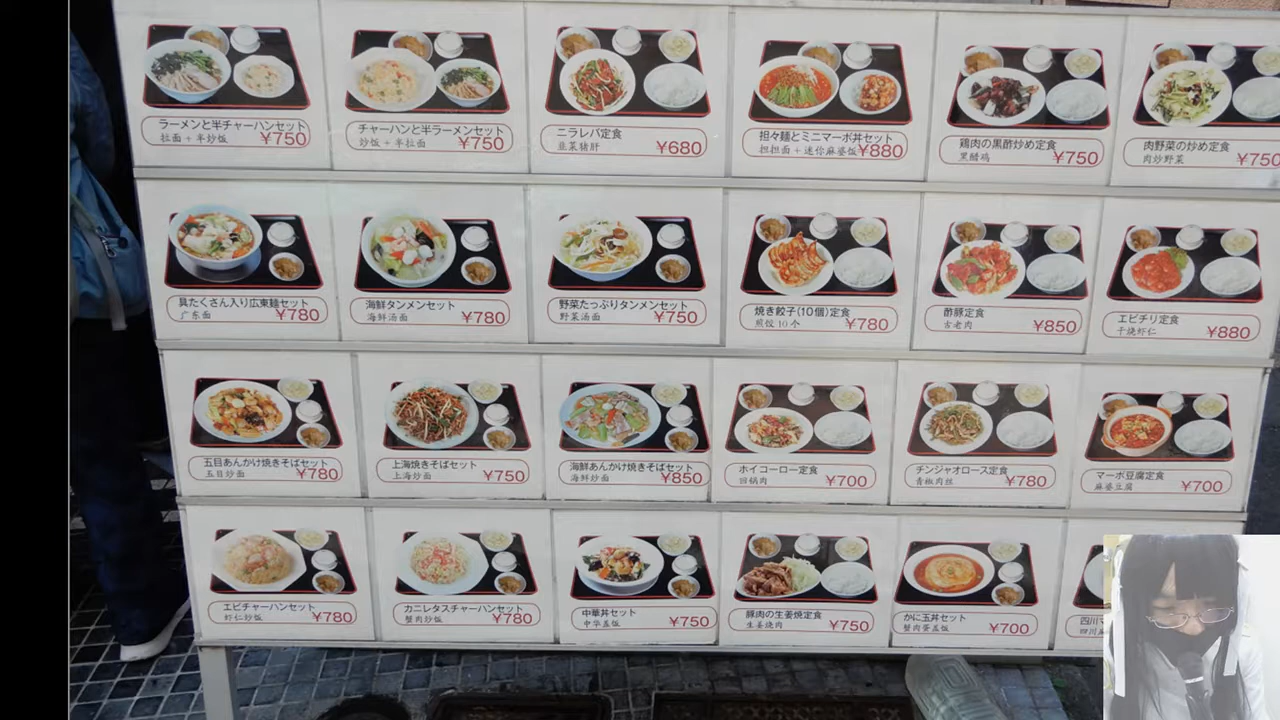 ラーメンと半チャーハンセット
拉面+半炒饭 ¥750
チャーハンと半ラーメンセット
炒饭+半拉面 ¥750
ニラレバ定食
韭菜猪肝 ¥680
担々麺とミニマーボ丼セット
担担面+迷你麻婆饭 ¥880
鶏肉の黒酢炒め定食
黑醋鸡 ¥750
肉野菜の炒め定食
肉炒野菜 ¥750
具たくさん入り広東麺セット
广东面 ¥780
海鮮タンメンセット
海鲜汤面 ¥780
野菜たっぷりタンメンセット
野菜汤面 ¥750
焼き餃子(10個)定食
煎饺10个 ¥780
酢豚定食
古老肉 ¥850
エビチリ定食
干烧虾仁 ¥880
五目あんかけ焼きそばセット
五目炒面 ¥780
上海焼きそばセット
上海炒面 ¥750
海鮮あんかけ焼きそばセット
海鲜炒面 ¥850
ホイコーロー定食
回锅肉 ¥700
チンジャオロース定食
青椒肉丝 ¥780
マーボ豆腐定食
麻婆豆腐 ¥700
エビチャーハンセット
虾仁炒饭 ¥780
カニレタスチャーハンセット
蟹肉炒饭 ¥780
中華丼セット
中华盖饭 ¥750
豚肉の生姜焼定食
生姜烧肉 ¥750
かに玉丼セット
蟹肉蛋盖饭 ¥700
四川
四川